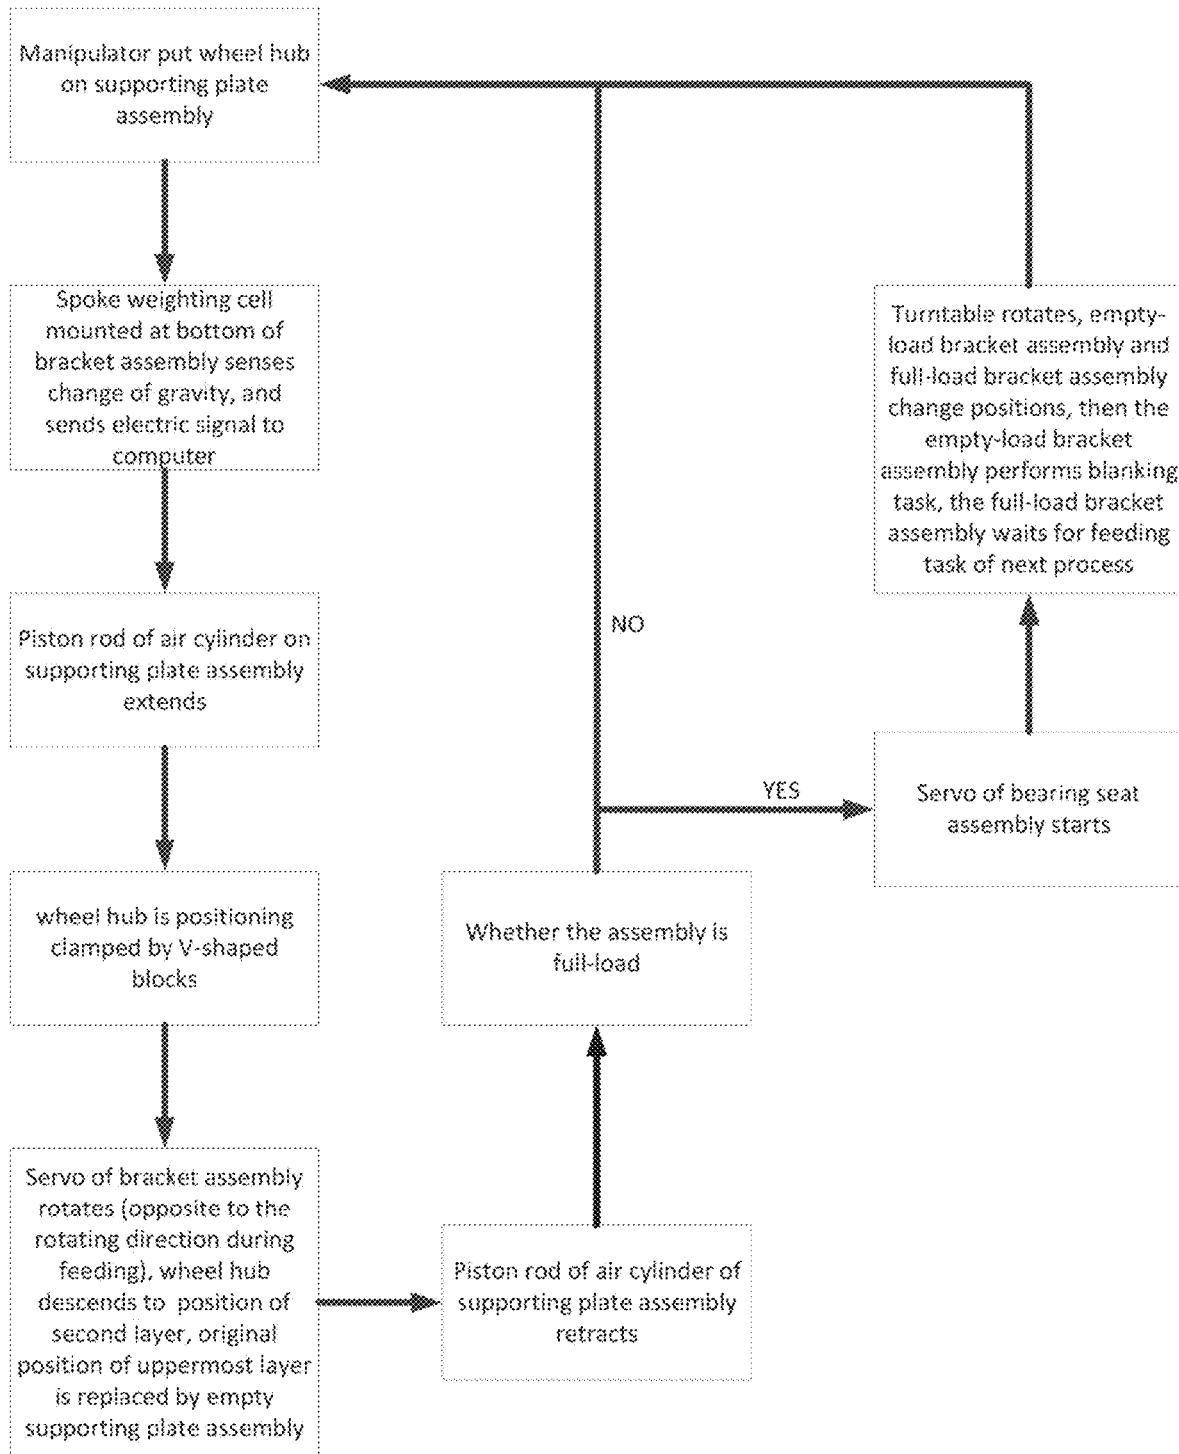 Manipulator put wheel hub
on supporting plate
assembly
Spoke weighting cell
mounted at bottom of
bracket assembly senses
change of gravity, and
sends electric signal to
computer
Piston rod of air cylinder on
supporting plate assembly
extends
wheel hub is positioning
clamped by V-shaped
blocks
Servo of bracket assembly
rotates (opposite to the
rotating direction during
feeding), wheel hub
descends to position of
second layer, original
position of uppermost layer
is replaced by empty
supporting plate assembly
Piston rod of air cylinder of
supporting plate assembly
retracts
Whether the assembly is
full-load
NO
YES
Servo of bearing seat
assembly starts
Turntable rotates, empty-
load bracket assembly and
full-load bracket assembly
change positions, then the
empty-load bracket
assembly performs blanking
task, the full-load bracket
assembly waits for feeding
task of next process